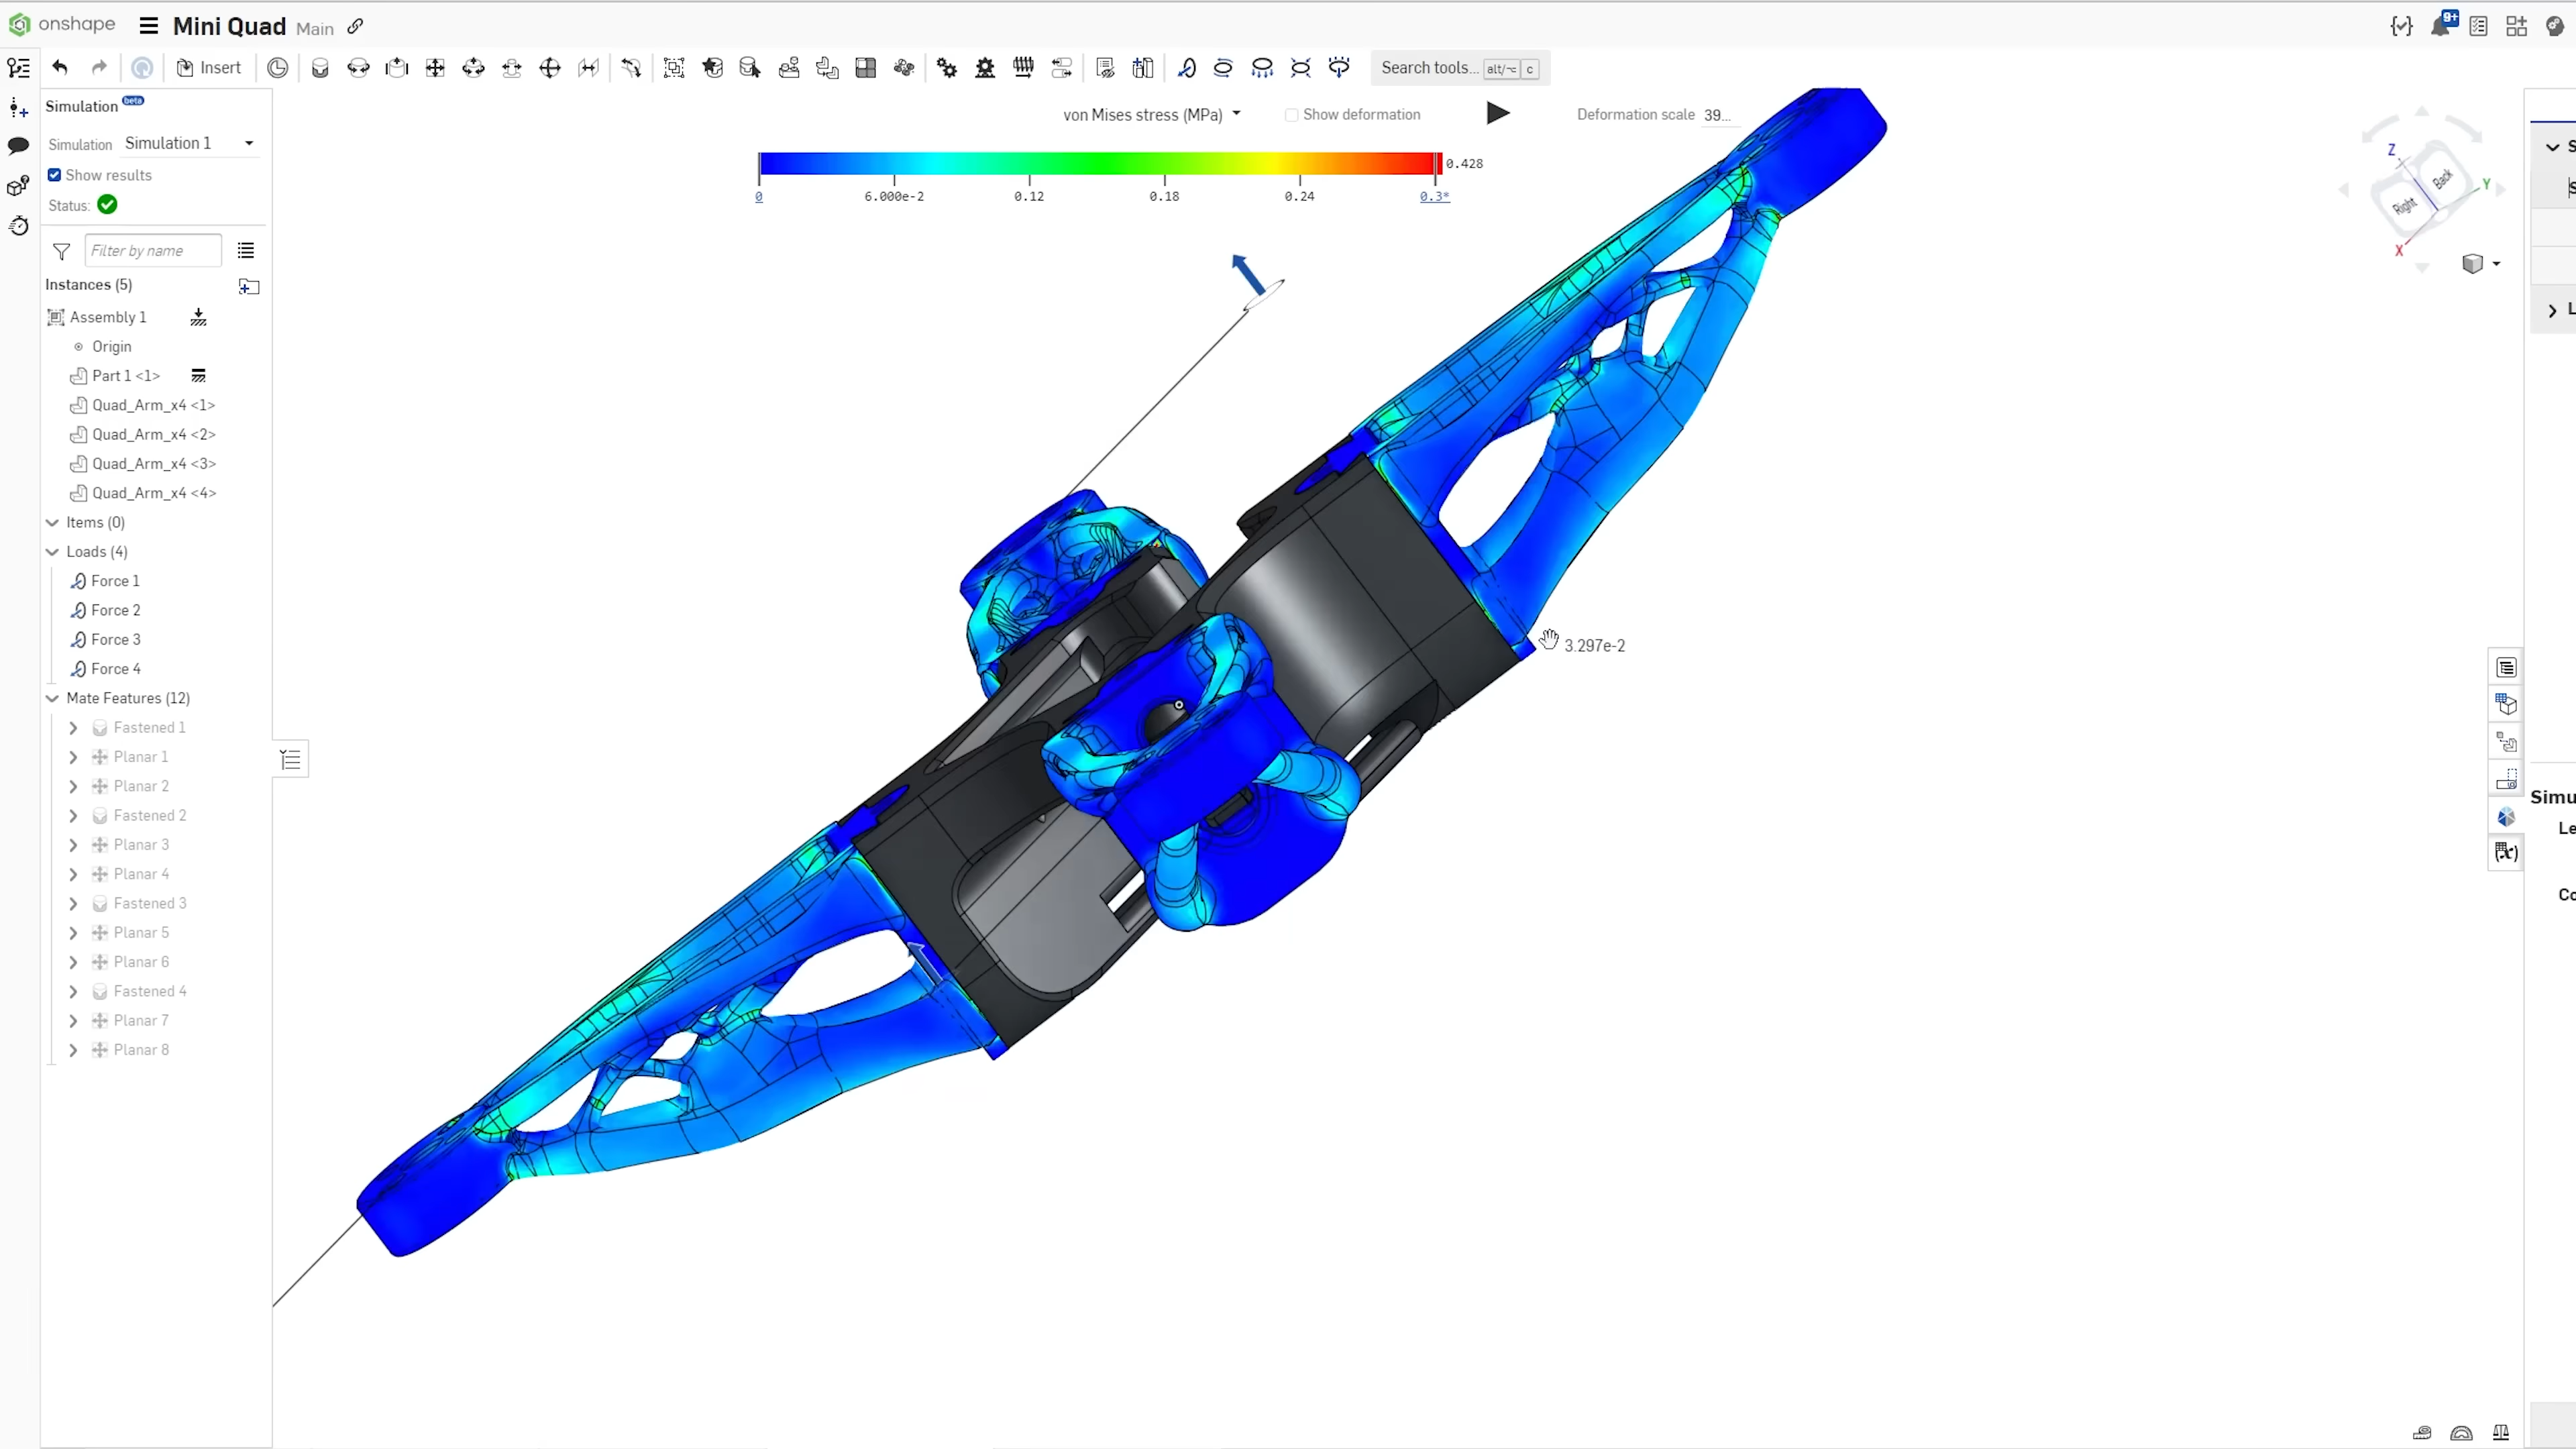 onshape Mini Quad Main 9+
Insert Search tools... alt/⌥ c
Simulation beta
Simulation Simulation 1
Show results
Status:
Filter by name
Instances (5)
Assembly 1
Origin
Part 1 <1>
Quad_Arm_x4 <1>
Quad_Arm_x4 <2>
Quad_Arm_x4 <3>
Quad_Arm_x4 <4>
Items (0)
Loads (4)
Force 1
Force 2
Force 3
Force 4
Mate Features (12)
Fastened 1
Planar 1
Planar 2
Fastened 2
Planar 3
Planar 4
Fastened 3
Planar 5
Planar 6
Fastened 4
Planar 7
Planar 8
von Mises stress (MPa) Show deformation Deformation scale 39...
0.428
0 6.000e-2 0.12 0.18 0.24 0.3*
3.297e-2
Z
Back
Y
Right
X
S
S
L
Simu
Le
Co